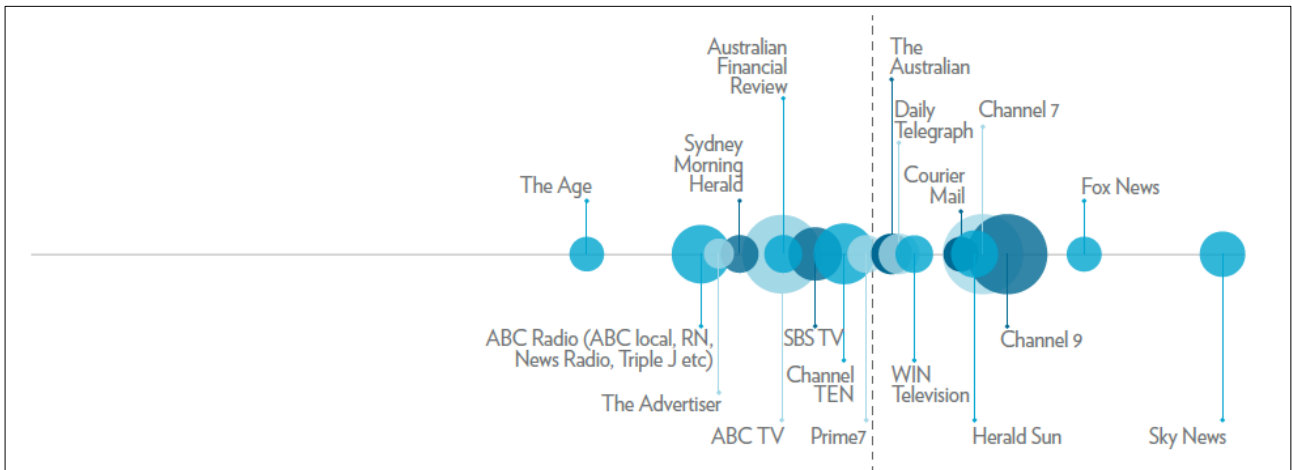 Australian
Financial
Review
The
Australian
Daily
Telegraph
Channel 7
Sydney
Morning
Herald
Courier
Mail
The Age
Fox News
ABC Radio (ABC local, RN,
News Radio, Triple J etc)
SBS TV
Channel 9
Channel
TEN
WIN
Television
The Advertiser
ABC TV
Prime7
Herald Sun
Sky News